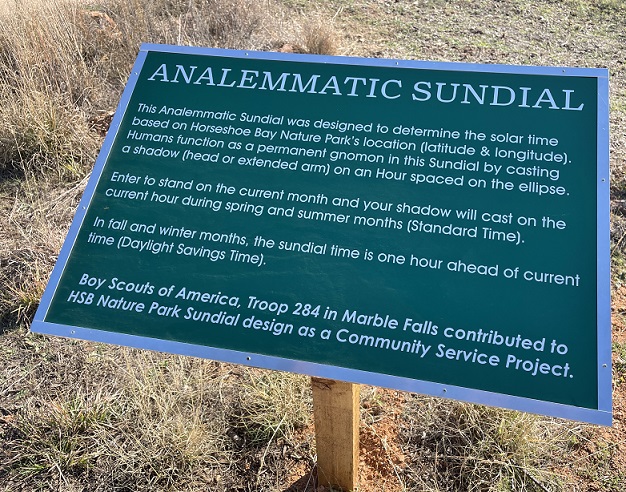 ANALEMMATIC SUNDIAL
This Analemmatic Sundial was designed to determine the solar time
based on Horseshoe Bay Nature Park's location (latitude & longitude).
Humans function as a permanent gnomon in this Sundial by casting
a shadow (head or extended arm) on an Hour spaced on the ellipse.
Enter to stand on the current month and your shadow will cast on the
current hour during spring and summer months (Standard Time).
In fall and winter months, the sundial time is one hour ahead of current
time (Daylight Savings Time).
Boy Scouts of America, Troop 284 in Marble Falls contributed to
HSB Nature Park Sundial design as a Community Service Project.